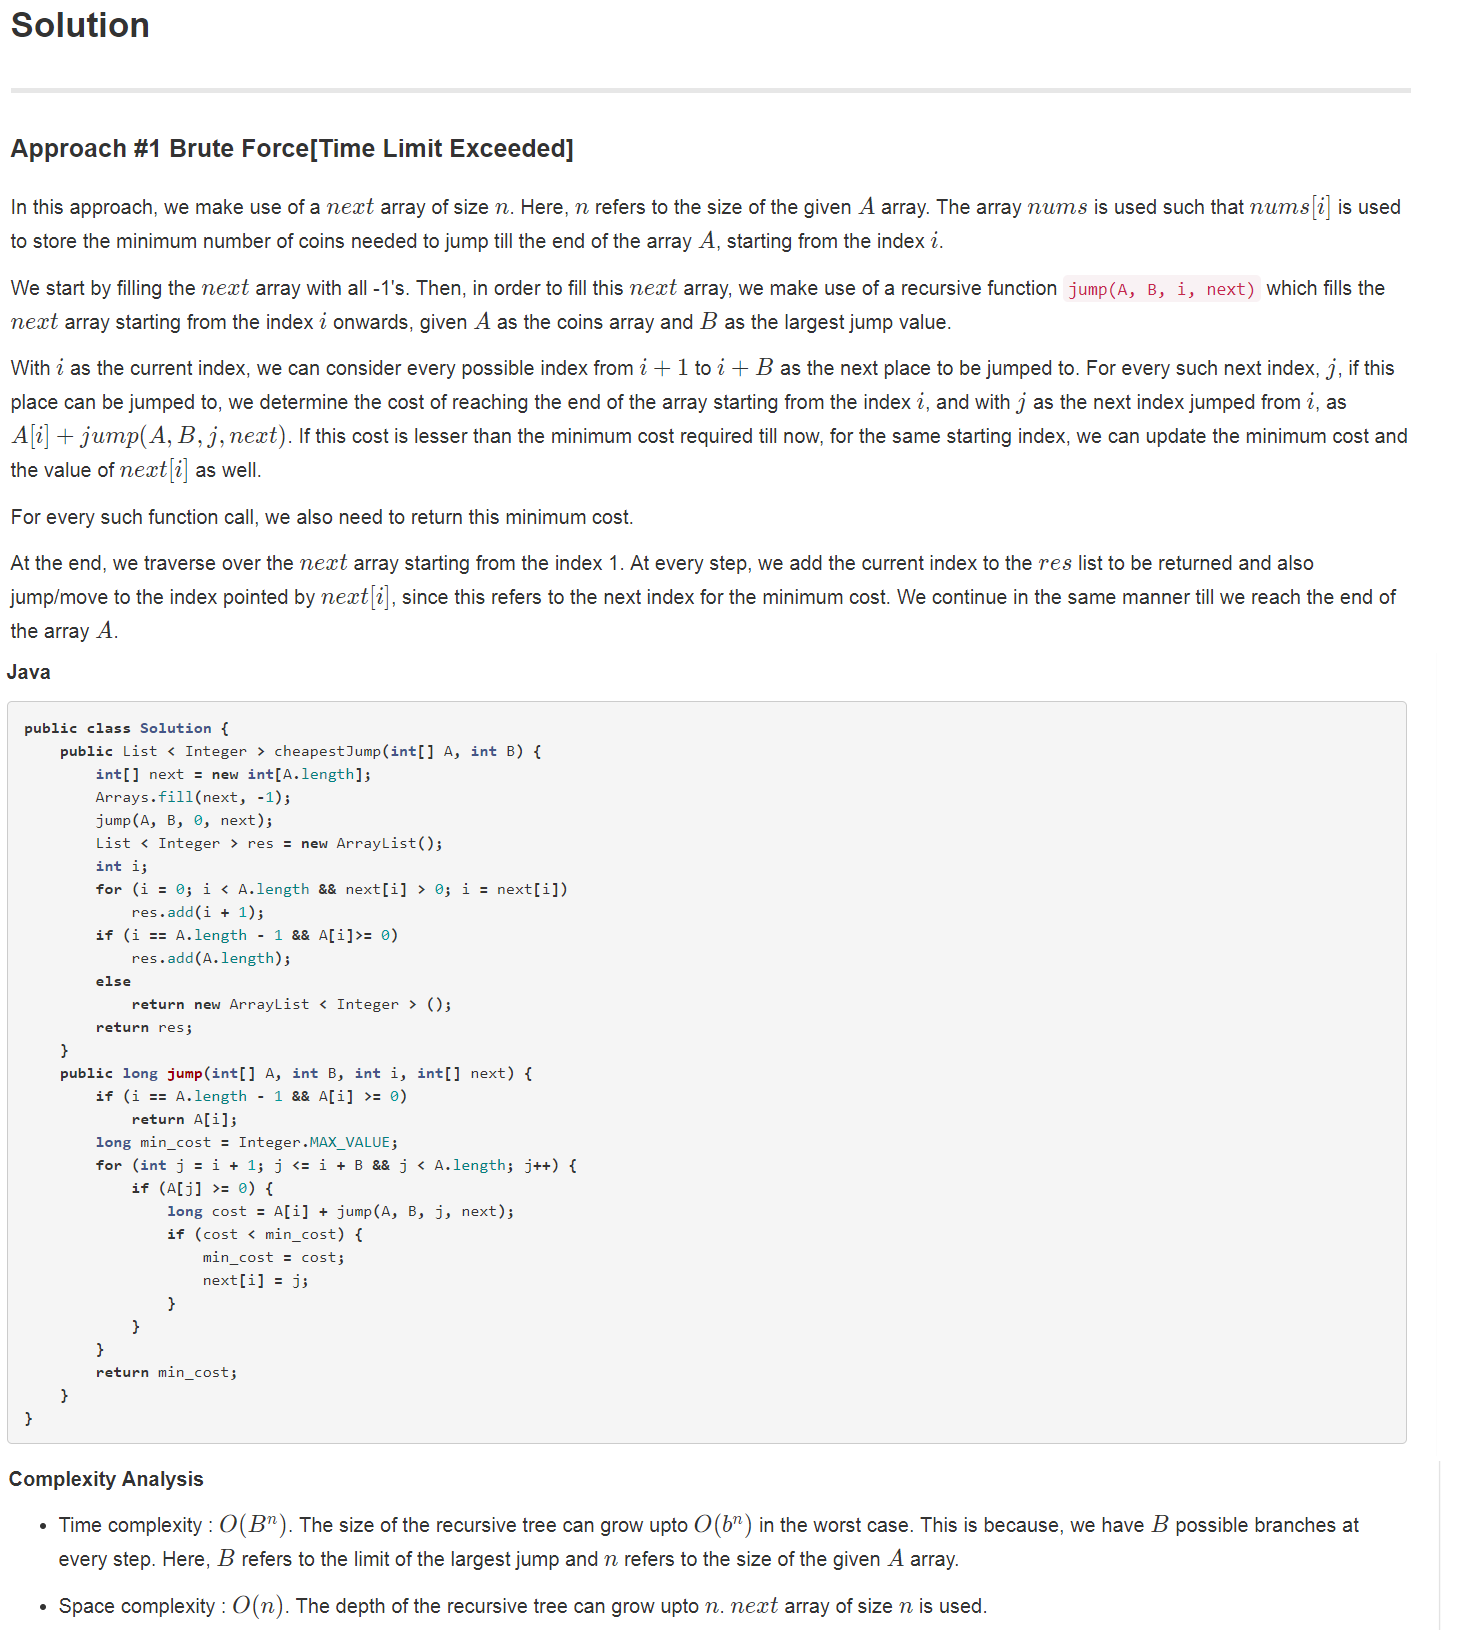 Solution
Approach #1 Brute Force[Time Limit Exceeded]
In this approach, we make use of a next array of size n. Here, n refers to the size of the given A array. The array nums is used such that nums[i] is used
to store the minimum number of coins needed to jump till the end of the array A, starting from the index i.
We start by filling the next array with all -1's. Then, in order to fill this next array, we make use of a recursive function jump(A, B, i, next) which fills the
next array starting from the index i onwards, given A as the coins array and B as the largest jump value.
With i as the current index, we can consider every possible index from i + 1 to i + B as the next place to be jumped to. For every such next index, j, if this
place can be jumped to, we determine the cost of reaching the end of the array starting from the index i, and with j as the next index jumped from i, as
A[i] + jump(A, B, j, next). If this cost is lesser than the minimum cost required till now, for the same starting index, we can update the minimum cost and
the value of next[i] as well.
For every such function call, we also need to return this minimum cost.
At the end, we traverse over the next array starting from the index 1. At every step, we add the current index to the res list to be returned and also
jump/move to the index pointed by next[i], since this refers to the next index for the minimum cost. We continue in the same manner till we reach the end of
the array A.
Java
public class Solution {
    public List < Integer > cheapestJump(int[] A, int B) {
        int[] next = new int[A.length];
        Arrays.fill(next, -1);
        jump(A, B, 0, next);
        List < Integer > res = new ArrayList();
        int i;
        for (i = 0; i < A.length && next[i] > 0; i = next[i])
            res.add(i + 1);
        if (i == A.length - 1 && A[i]>= 0)
            res.add(A.length);
        else
            return new ArrayList < Integer > ();
        return res;
    }
    public long jump(int[] A, int B, int i, int[] next) {
        if (i == A.length - 1 && A[i] >= 0)
            return A[i];
        long min_cost = Integer.MAX_VALUE;
        for (int j = i + 1; j <= i + B && j < A.length; j++) {
            if (A[j] >= 0) {
                long cost = A[i] + jump(A, B, j, next);
                if (cost < min_cost) {
                    min_cost = cost;
                    next[i] = j;
                }
            }
        }
        return min_cost;
    }
}
Complexity Analysis
• Time complexity : O(Bⁿ). The size of the recursive tree can grow upto O(bⁿ) in the worst case. This is because, we have B possible branches at
every step. Here, B refers to the limit of the largest jump and n refers to the size of the given A array.
• Space complexity : O(n). The depth of the recursive tree can grow upto n. next array of size n is used.